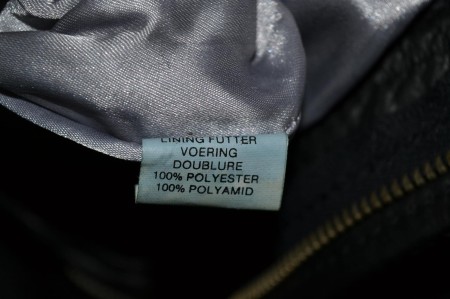 LINING FUTTER
VOERING
DOUBLURE
100% POLYESTER
100% POLYAMID